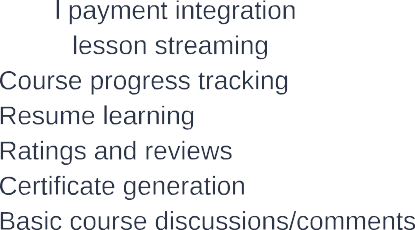 payment integration
lesson streaming
Course progress tracking
Resume learning
Ratings and reviews
Certificate generation
Basic course discussions/comments